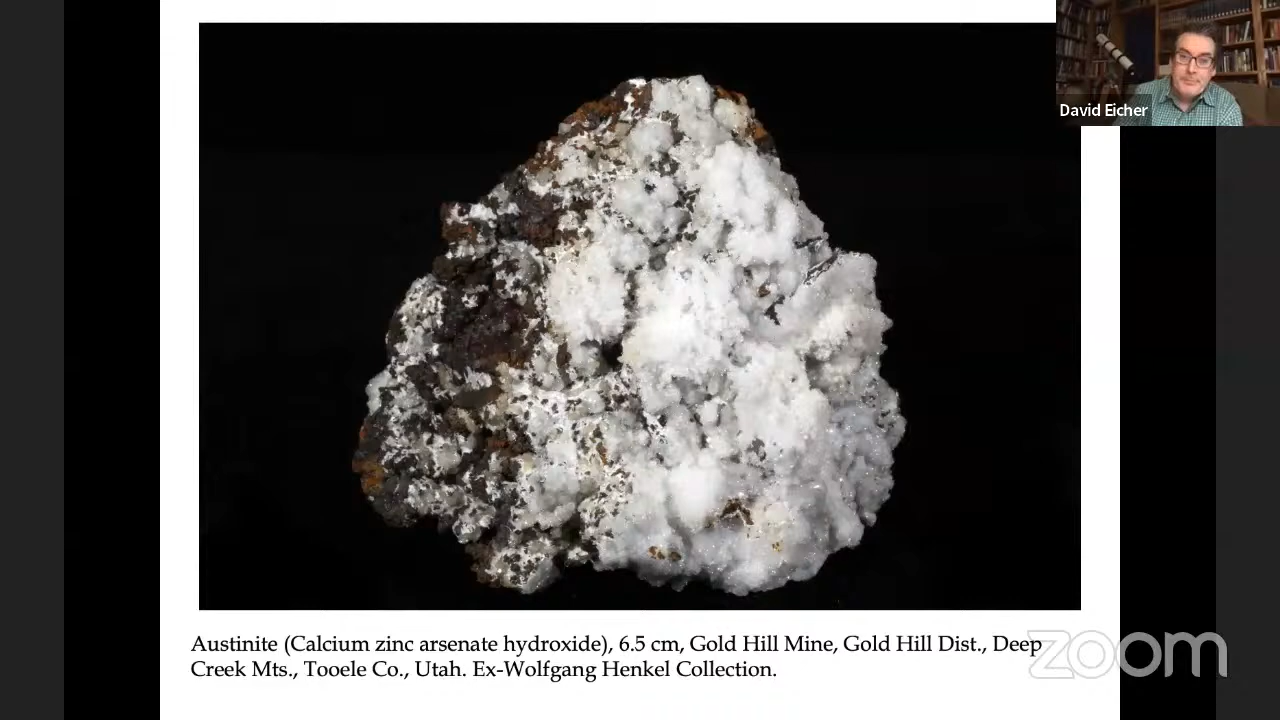 David Eicher
Austinite (Calcium zinc arsenate hydroxide), 6.5 cm, Gold Hill Mine, Gold Hill Dist., Deep
Creek Mts., Tooele Co., Utah. Ex-Wolfgang Henkel Collection.
zoom